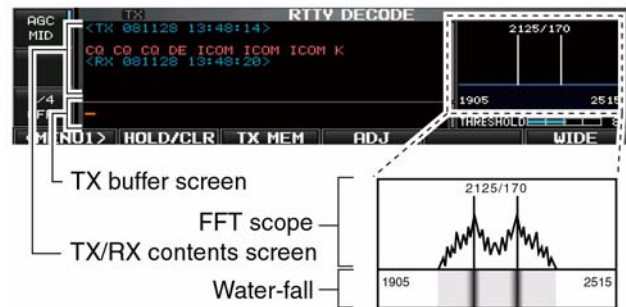 AGC
MID
TX
RTTY DECODE
<TX 081128 13:48:14>
CQ CQ CQ DE ICOM ICOM ICOM K
<RX 081128 13:48:20>
2125/170
1905 2515
THRESHOLD 8
<MENU1> HOLD/CLR TX MEM ADJ WIDE
TX buffer screen
2125/170
FFT scope
TX/RX contents screen
Water-fall
1905 2515